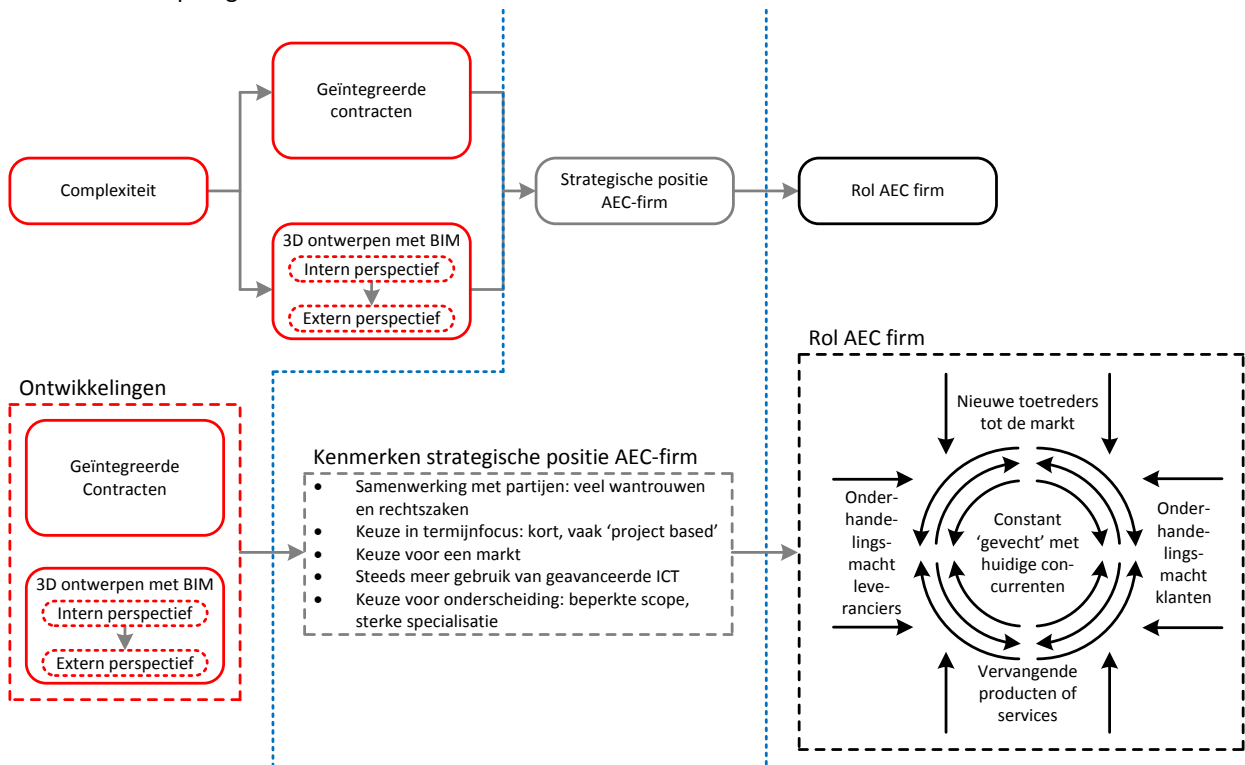 Geïntegreerde
contracten
Complexiteit
3D ontwerpen met BIM
Intern perspectief
Extern perspectief
Strategische positie
AEC-firm
Rol AEC firm
Ontwikkelingen
Geïntegreerde
Contracten
3D ontwerpen met BIM
Intern perspectief
Extern perspectief
Kenmerken strategische positie AEC-firm
• Samenwerking met partijen: veel wantrouwen
en rechtszaken
• Keuze in termijnfocus: kort, vaak ‘project based’
• Keuze voor een markt
• Steeds meer gebruik van geavanceerde ICT
• Keuze voor onderscheiding: beperkte scope,
sterke specialisatie
Rol AEC firm
Nieuwe toetreders
tot de markt
Onder-
hande-
lings-
macht
leve-
ranciers
Constant
‘gevecht’ met
huidige con-
currenten
Onder-
hande-
lings-
macht
klanten
Vervangende
producten of
services